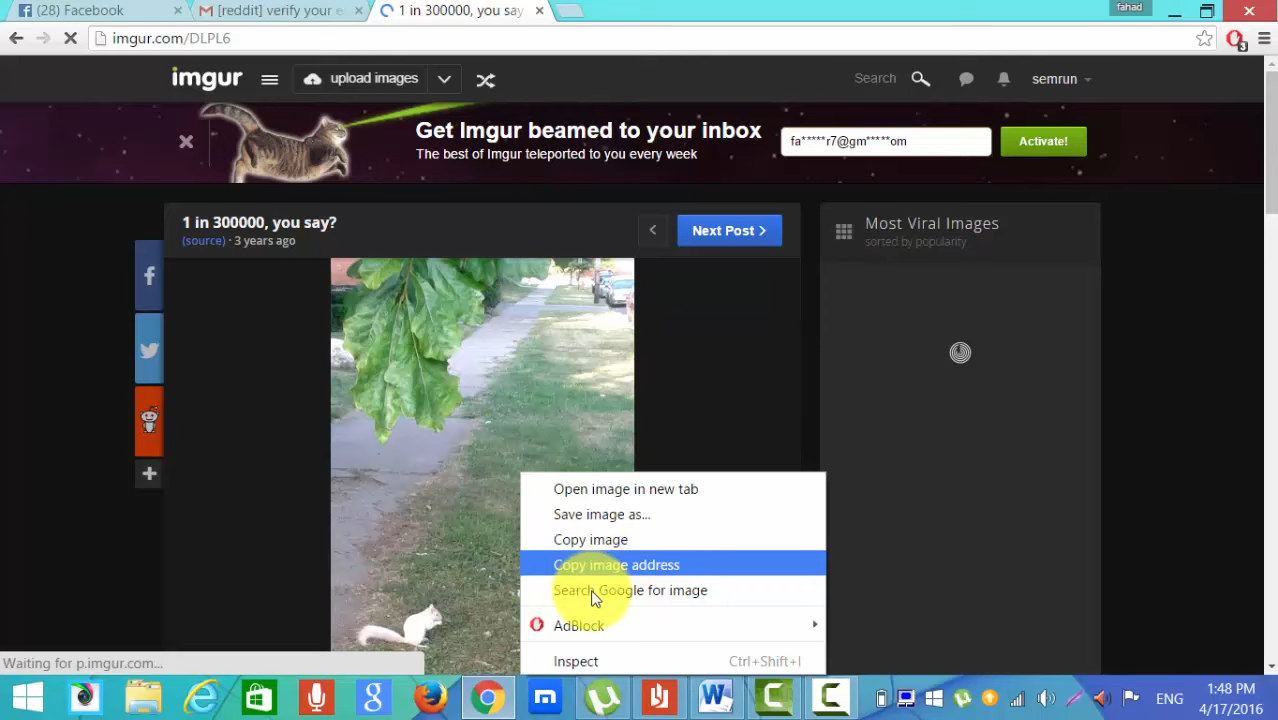 (28) Facebook
[reddit] verify your e
1 in 300000, you say
fahad
imgur.com/DLPL6
3
imgur
upload images
Search
semrun
Get Imgur beamed to your inbox
The best of Imgur teleported to you every week
fa*****r7@gm*****om
Activate!
1 in 300000, you say?
(source) · 3 years ago
Next Post
Most Viral Images
sorted by popularity
Open image in new tab
Save image as...
Copy image
Copy image address
Search Google for image
AdBlock
Inspect Ctrl+Shift+I
Waiting for p.imgur.com...
ENG
1:48 PM
4/17/2016